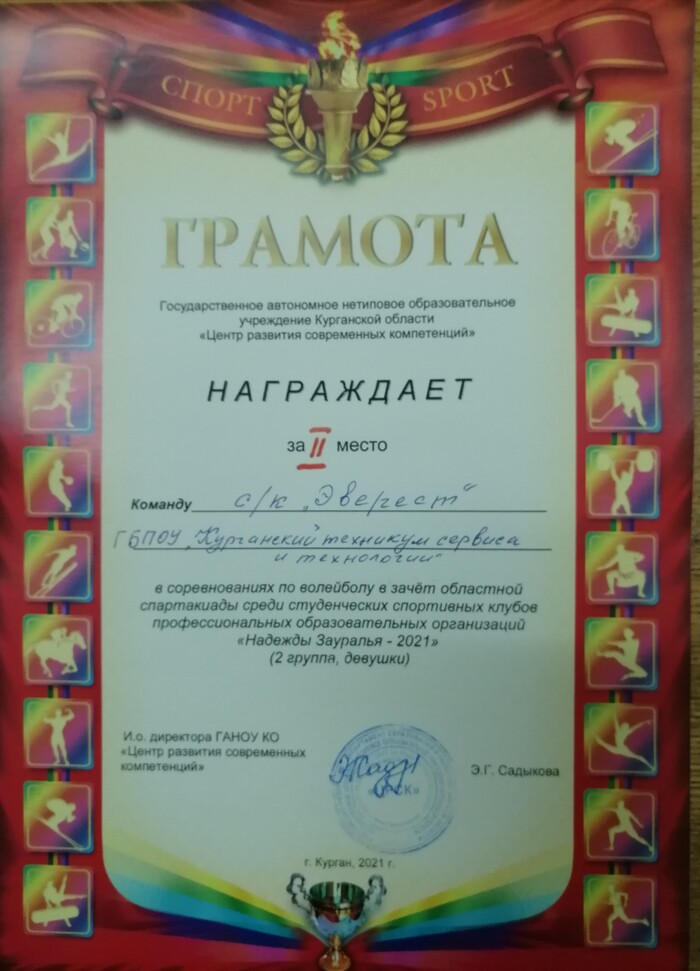 СПОРТ SPORT
ГРАМОТА
Государственное автономное нетиповое образовательное
учреждение Курганской области
«Центр развития современных компетенций»
НАГРАЖДАЕТ
за II место
Команду с/к „Эверест“
ГБПОУ „Курганский техникум сервиса
и технологий“
в соревнованиях по волейболу в зачёт областной
спартакиады среди студенческих спортивных клубов
профессиональных образовательных организаций
«Надежды Зауралья - 2021»
(2 группа, девушки)
И.о. директора ГАНОУ КО
«Центр развития современных
компетенций»
Э.Г. Садыкова
г. Курган, 2021 г.